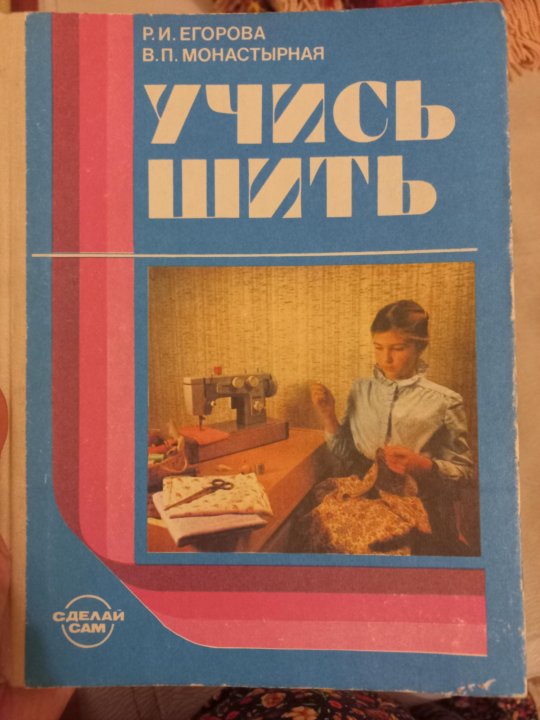 Р.И. ЕГОРОВА
В.П. МОНАСТЫРНАЯ
УЧИСЬ
ШИТЬ
СДЕЛАЙ
САМ